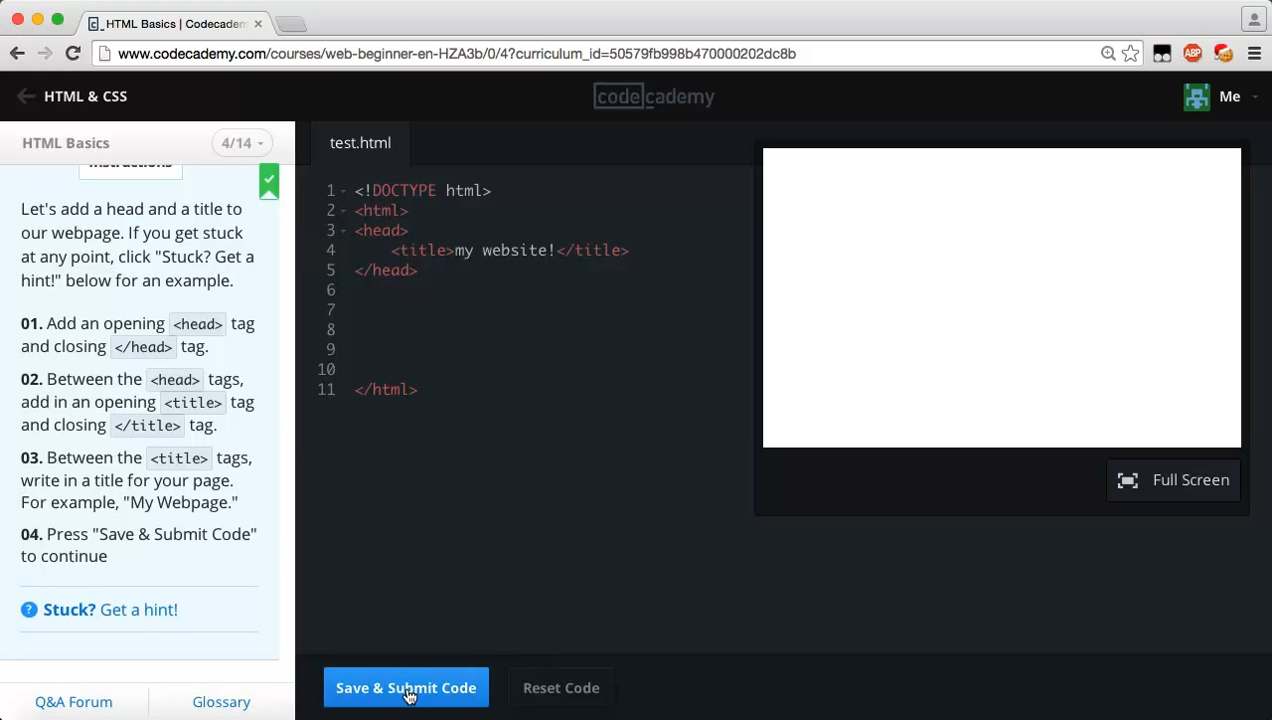 HTML Basics | Codecadem
www.codecademy.com/courses/web-beginner-en-HZA3b/0/4?curriculum_id=50579fb998b470000202dc8b
ABP
HTML & CSS
codecademy
Me
HTML Basics
4/14
Instructions
Let's add a head and a title to
our webpage. If you get stuck
at any point, click "Stuck? Get a
hint!" below for an example.
01. Add an opening <head> tag
and closing </head> tag.
02. Between the <head> tags,
add in an opening <title> tag
and closing </title> tag.
03. Between the <title> tags,
write in a title for your page.
For example, "My Webpage."
04. Press "Save & Submit Code"
to continue
? Stuck? Get a hint!
Q&A Forum
Glossary
test.html
1 <!DOCTYPE html>
2 <html>
3 <head>
4 <title>my website!</title>
5 </head>
6
7
8
9
10
11 </html>
Full Screen
Save & Submit Code
Reset Code